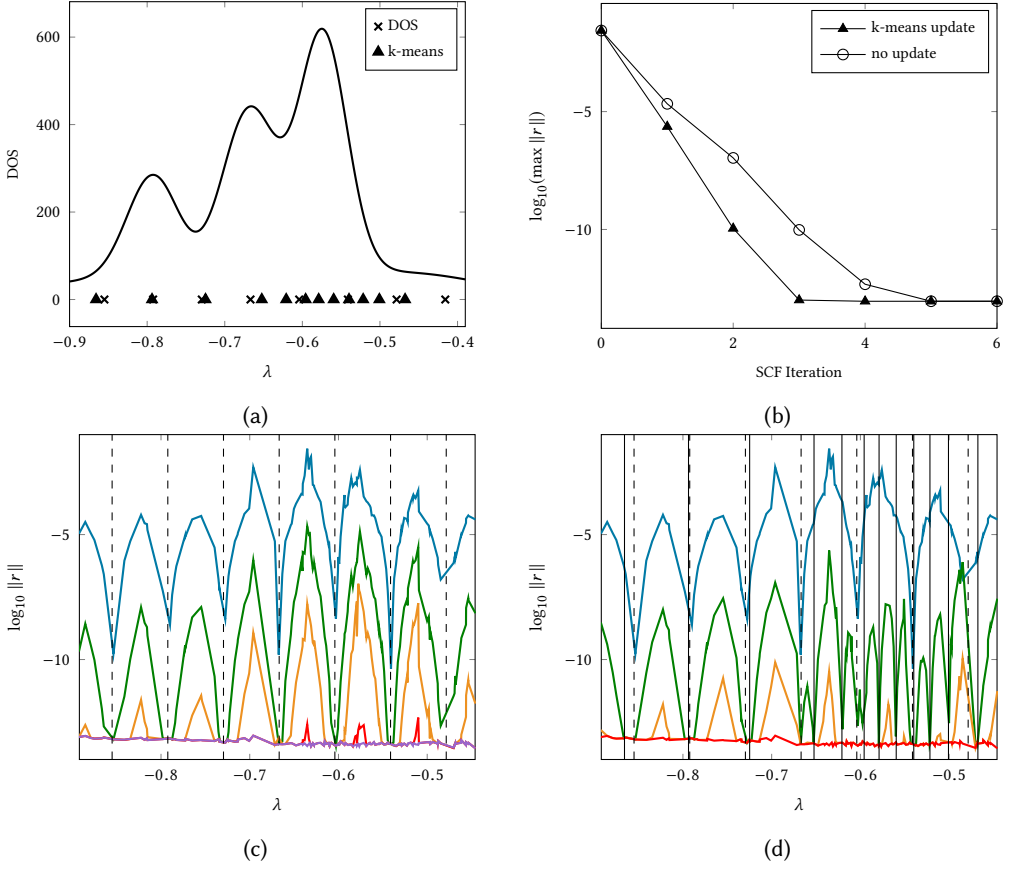 DOS
k-means
600
400
200
0
DOS
−0.9
−0.8
−0.7
−0.6
−0.5
−0.4
λ
(a)
k-means update
no update
−5
−10
log10(max ||r||)
0
2
4
6
SCF Iteration
(b)
−5
−10
log10 ||r||
−0.8
−0.7
−0.6
−0.5
λ
(c)
−5
−10
log10 ||r||
−0.8
−0.7
−0.6
−0.5
λ
(d)